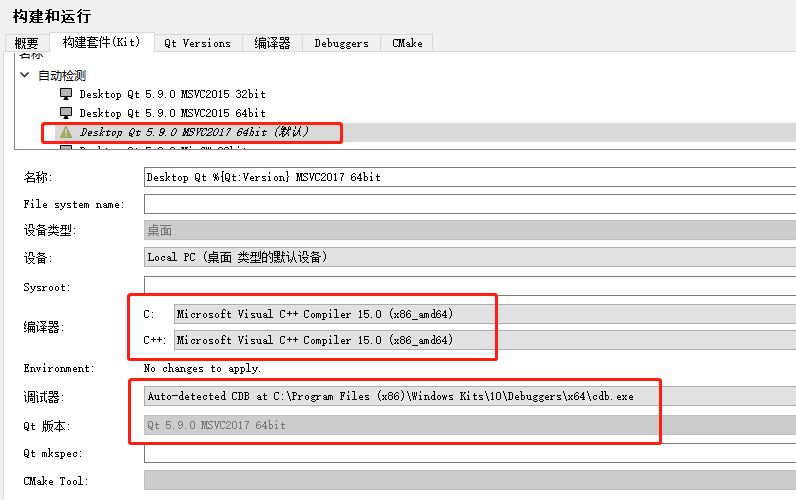 构建和运行
概要 构建套件(Kit) Qt Versions 编译器 Debuggers CMake
名称
自动检测
Desktop Qt 5.9.0 MSVC2015 32bit
Desktop Qt 5.9.0 MSVC2015 64bit
Desktop Qt 5.9.0 MSVC2017 64bit (默认)
名称: Desktop Qt %{Qt:Version} MSVC2017 64bit
File system name:
设备类型: 桌面
设备: Local PC (桌面 类型的默认设备)
Sysroot:
编译器:
C: Microsoft Visual C++ Compiler 15.0 (x86_amd64)
C++: Microsoft Visual C++ Compiler 15.0 (x86_amd64)
Environment: No changes to apply.
调试器: Auto-detected CDB at C:\Program Files (x86)\Windows Kits\10\Debuggers\x64\cdb.exe
Qt 版本: Qt 5.9.0 MSVC2017 64bit
Qt mkspec:
CMake Tool: